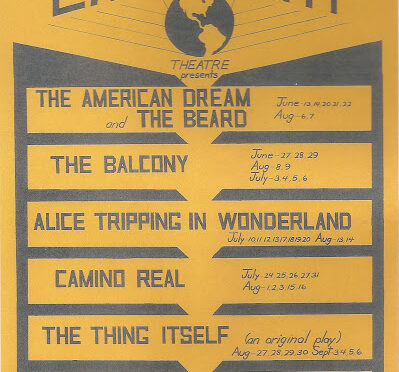 THEATRE
presents
THE AMERICAN DREAM
and THE BEARD
June-13,14,20,21,22
Aug-6,7
THE BALCONY
June-27,28,29
Aug-8,9
July-3,4,5,6
ALICE TRIPPING IN WONDERLAND
July 10,11,12,13,17,18,19,20 Aug-13,14
CAMINO REAL
July-24,25,26,27,31
Aug-1,2,3,15,16
THE THING ITSELF (an original play)
Aug-27,28,29,30 Sept 3,4,5,6